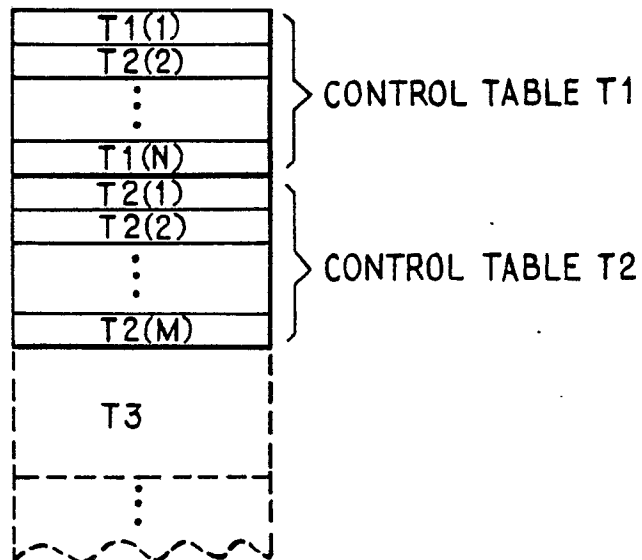 T1(1)
T2(2)
T1(N)
CONTROL TABLE T1
T2(1)
T2(2)
T2(M)
CONTROL TABLE T2
T3